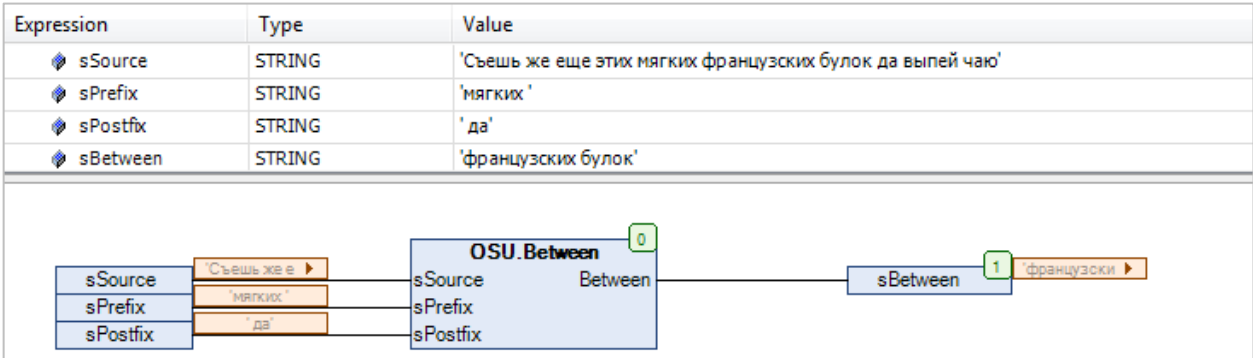 Expression Type Value
sSource STRING 'Съешь же еще этих мягких французских булок да выпей чаю'
sPrefix STRING 'мягких '
sPostfix STRING ' да'
sBetween STRING 'французских булок'
OSU.Between 0
sSource 'Съешь же е sSource Between sBetween 1 'французски
sPrefix 'мягких ' sPrefix
sPostfix ' да' sPostfix